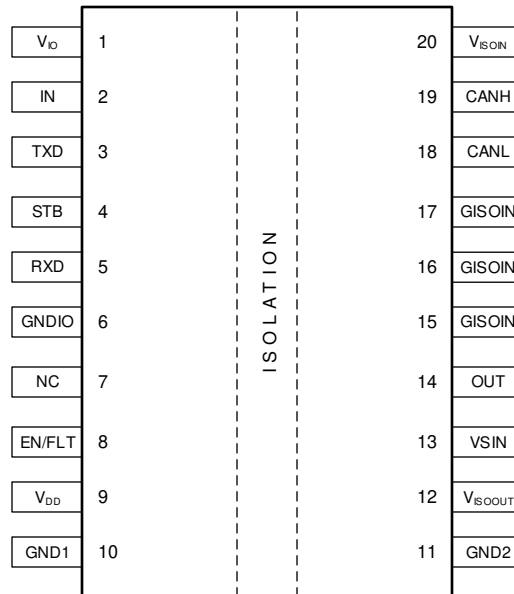 V_IO 1 20 V_ISOIN
IN 2 19 CANH
TXD 3 18 CANL
STB 4 17 GISOIN
RXD 5 16 GISOIN
GNDIO 6 15 GISOIN
NC 7 14 OUT
EN/FLT 8 13 VSIN
V_DD 9 12 V_ISOOUT
GND1 10 11 GND2
ISOLATION